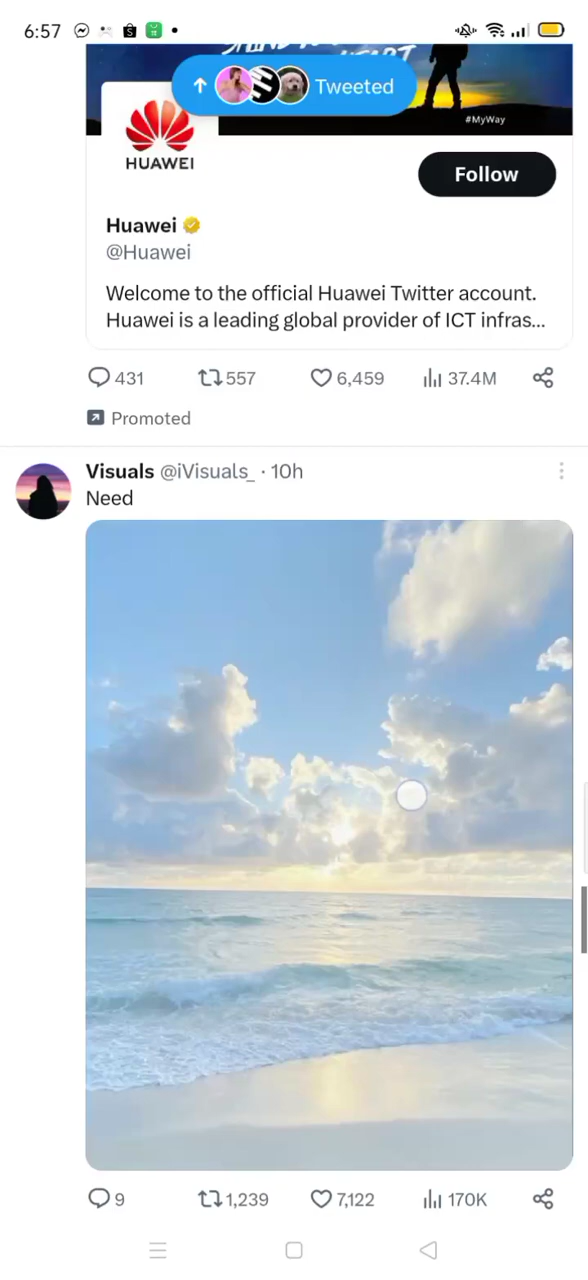 6:57
Tweeted
#MyWay
HUAWEI
Follow
Huawei
@Huawei
Welcome to the official Huawei Twitter account.
Huawei is a leading global provider of ICT infras...
431 557 6,459 37.4M
Promoted
Visuals @iVisuals_ · 10h
Need
9 1,239 7,122 170K